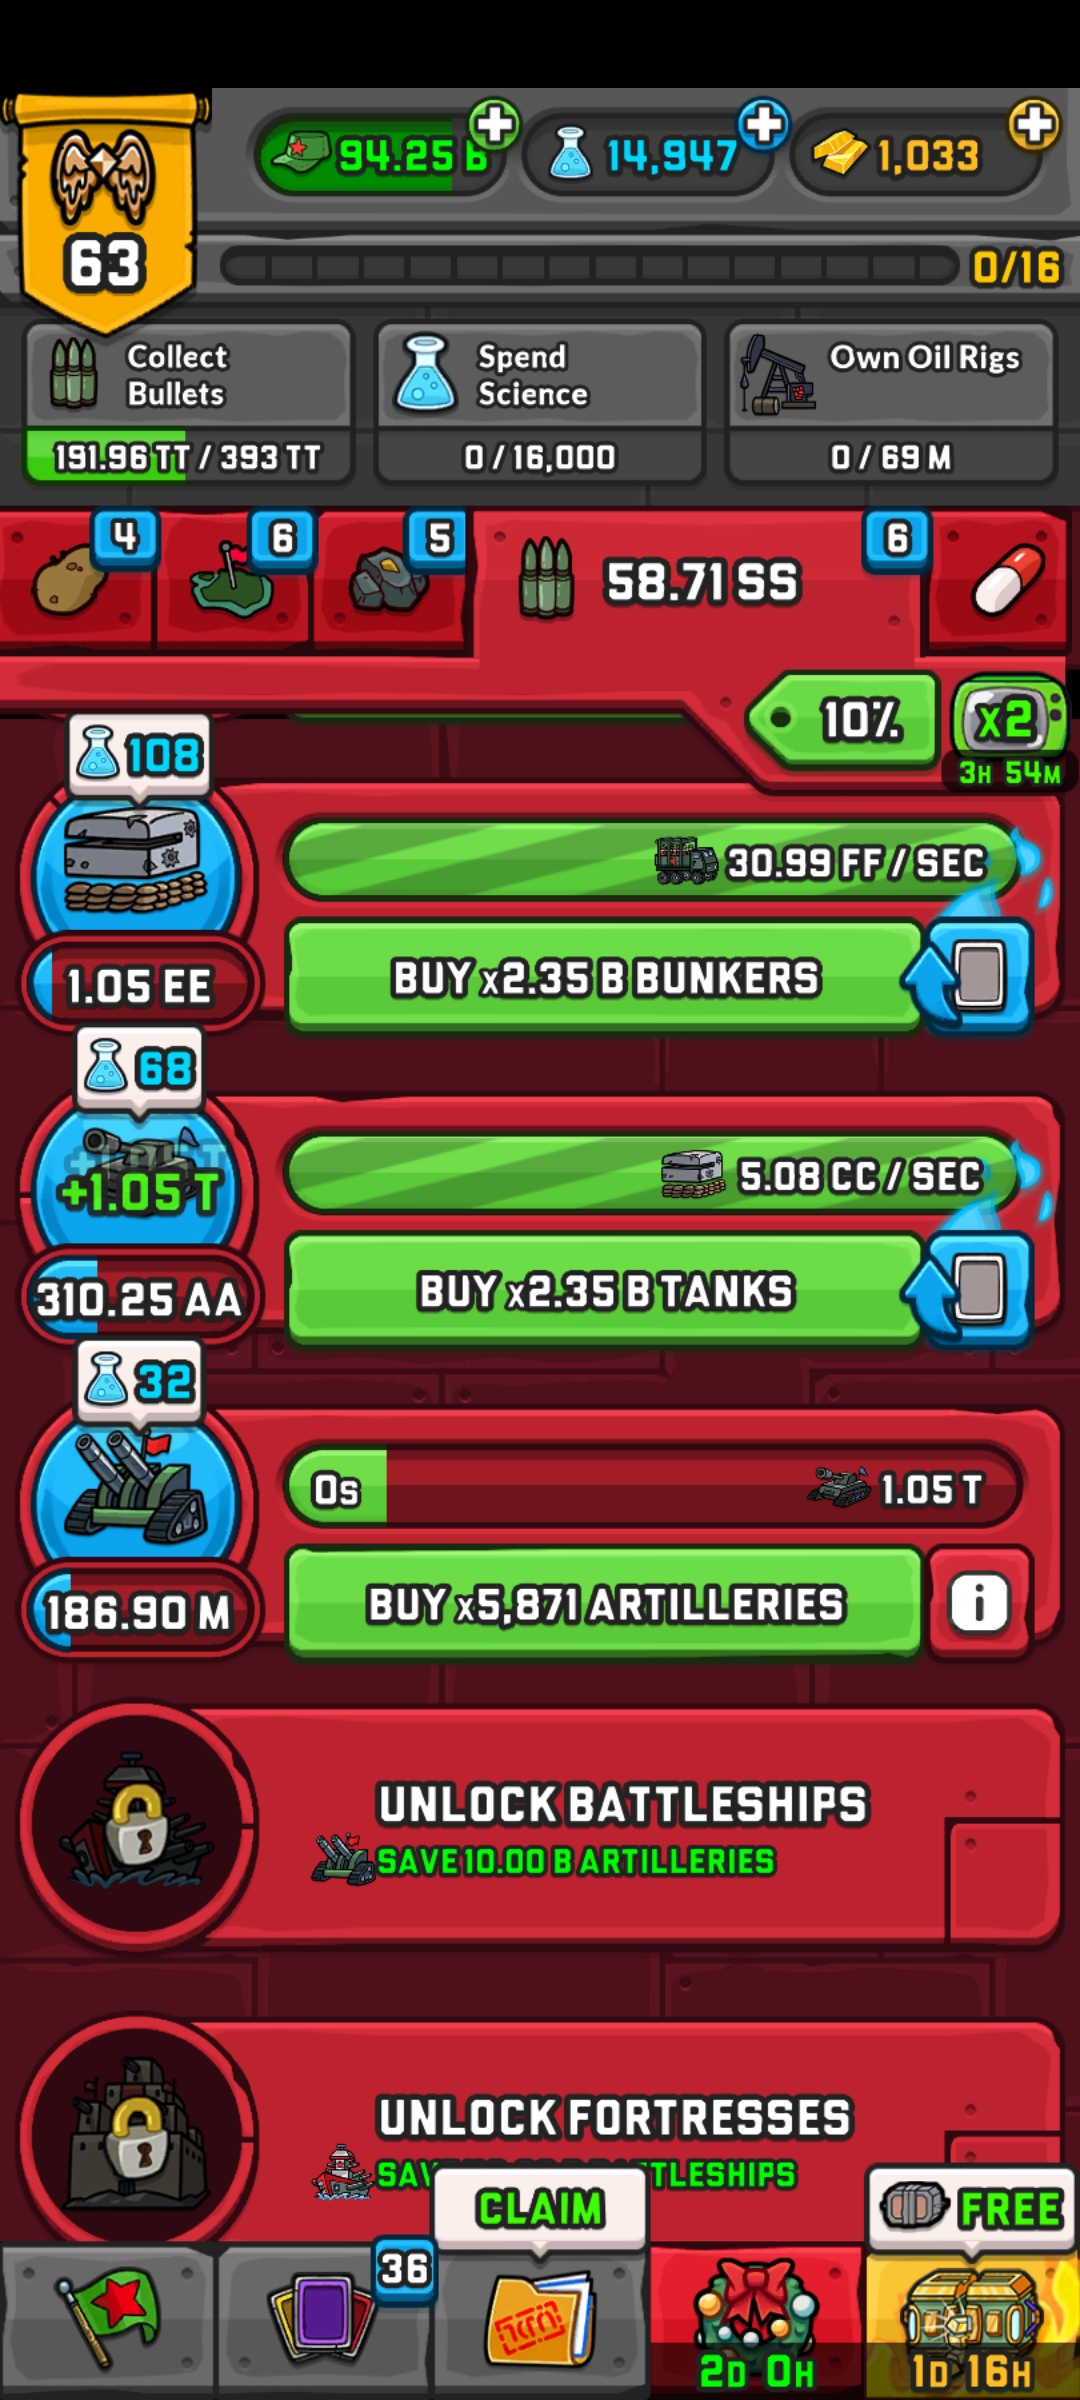 94.25 B
14,947
1,033
63
0/16
Collect
Bullets
191.96 TT / 393 TT
Spend
Science
0 / 16,000
Own Oil Rigs
0 / 69 M
4
6
5
58.71 SS
6
10%
x2
3H 54M
108
30.99 FF / SEC
1.05 EE
BUY x2.35 B BUNKERS
68
+1.05 T
5.08 CC / SEC
310.25 AA
BUY x2.35 B TANKS
32
0s
1.05 T
186.90 M
BUY x5,871 ARTILLERIES
i
UNLOCK BATTLESHIPS
SAVE 10.00 B ARTILLERIES
UNLOCK FORTRESSES
CLAIM
FREE
36
2D 0H
1D 16H